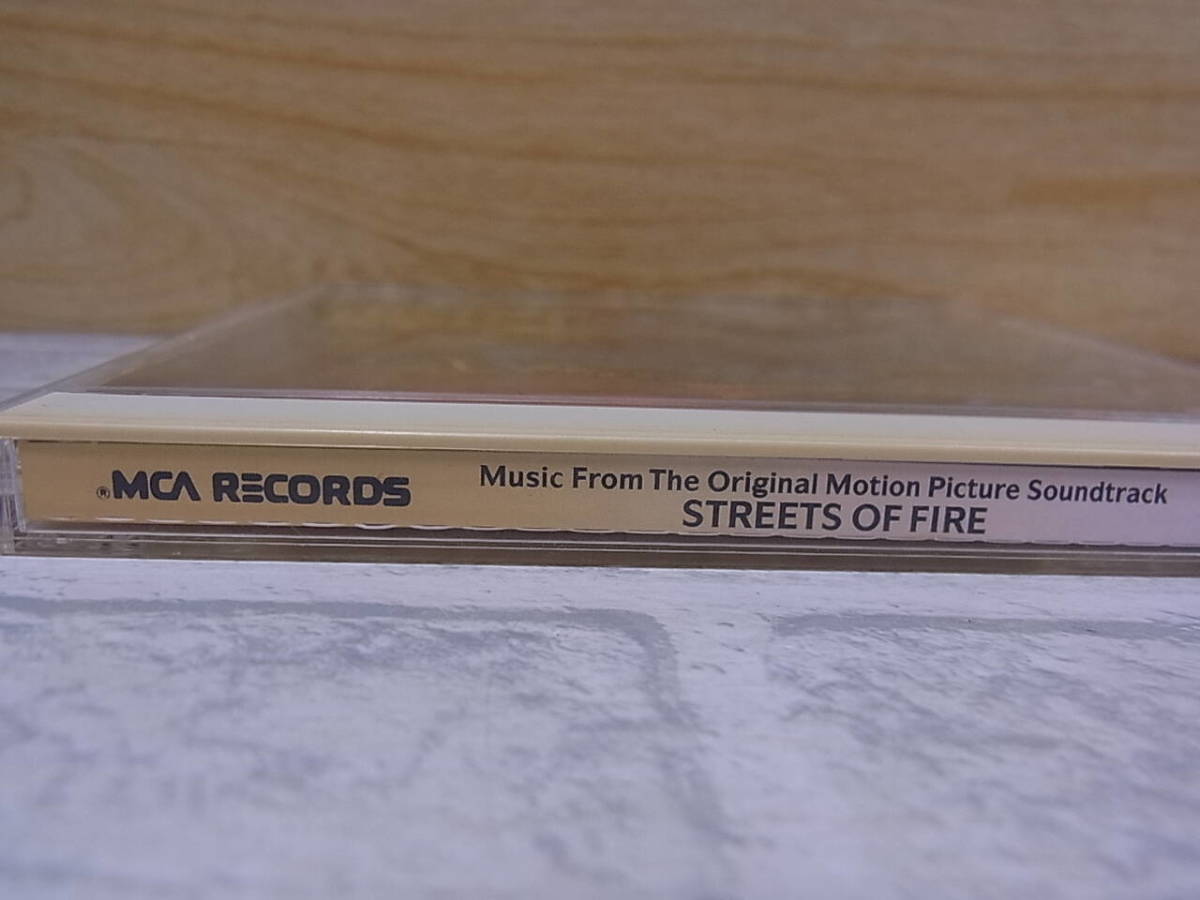 ®MCA RECORDS
Music From The Original Motion Picture Soundtrack
STREETS OF FIRE